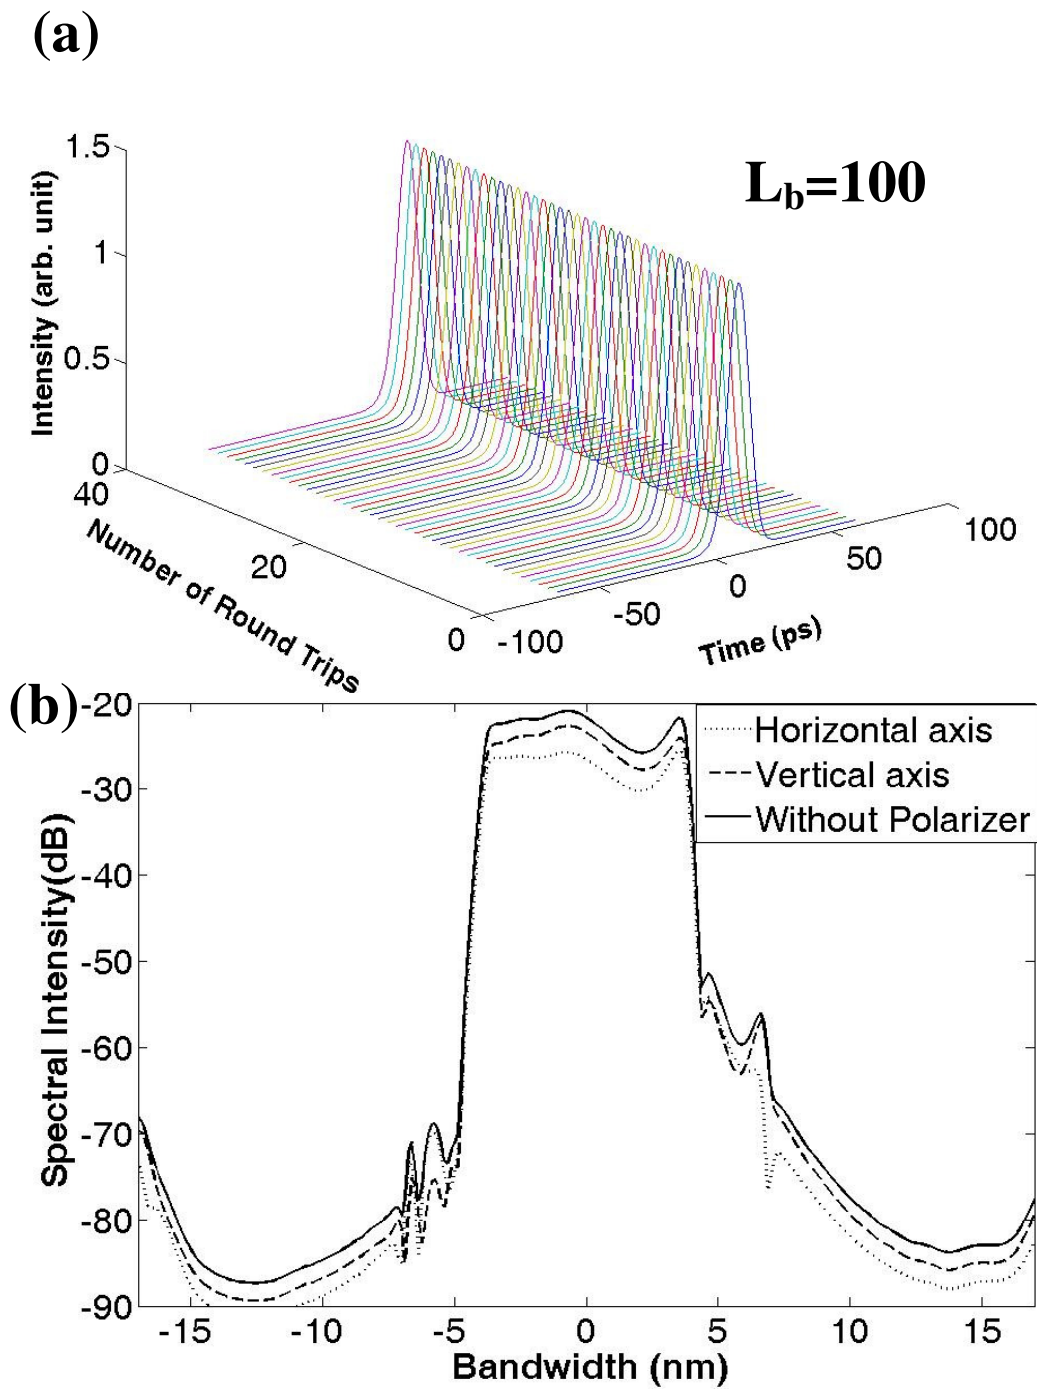 (a)
L_b=100
1.5
1
0.5
0
Intensity (arb. unit)
40
20
0
Number of Round Trips
-100
-50
0
50
100
Time (ps)
(b)
-20
-30
-40
-50
-60
-70
-80
-90
Spectral Intensity(dB)
Horizontal axis
Vertical axis
Without Polarizer
-15
-10
-5
0
5
10
15
Bandwidth (nm)